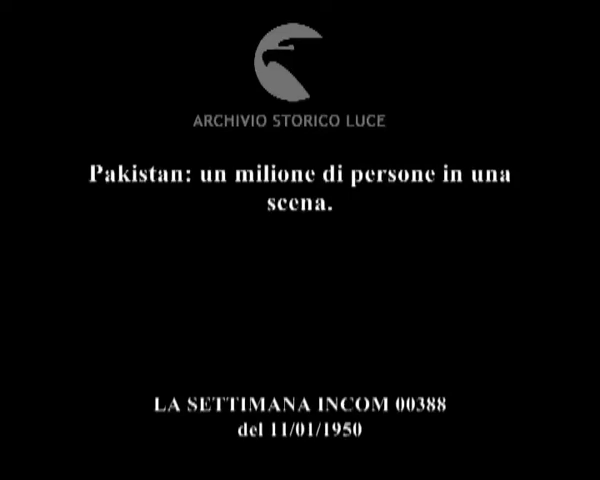 ARCHIVIO STORICO LUCE
Pakistan: un milione di persone in una
scena.
LA SETTIMANA INCOM 00388
del 11/01/1950